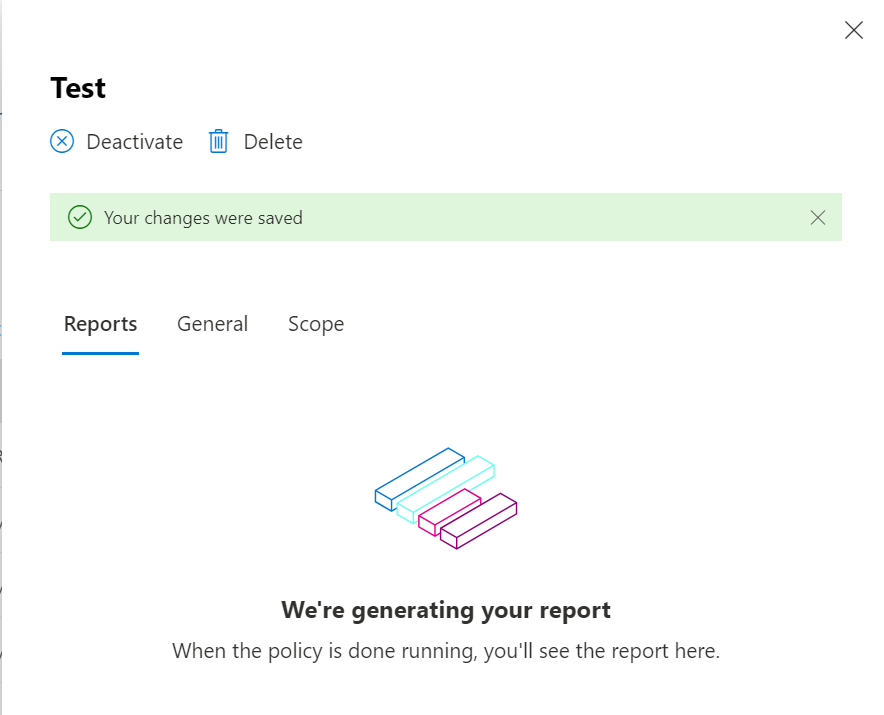 Test
Deactivate Delete
Your changes were saved
Reports General Scope
We're generating your report
When the policy is done running, you'll see the report here.